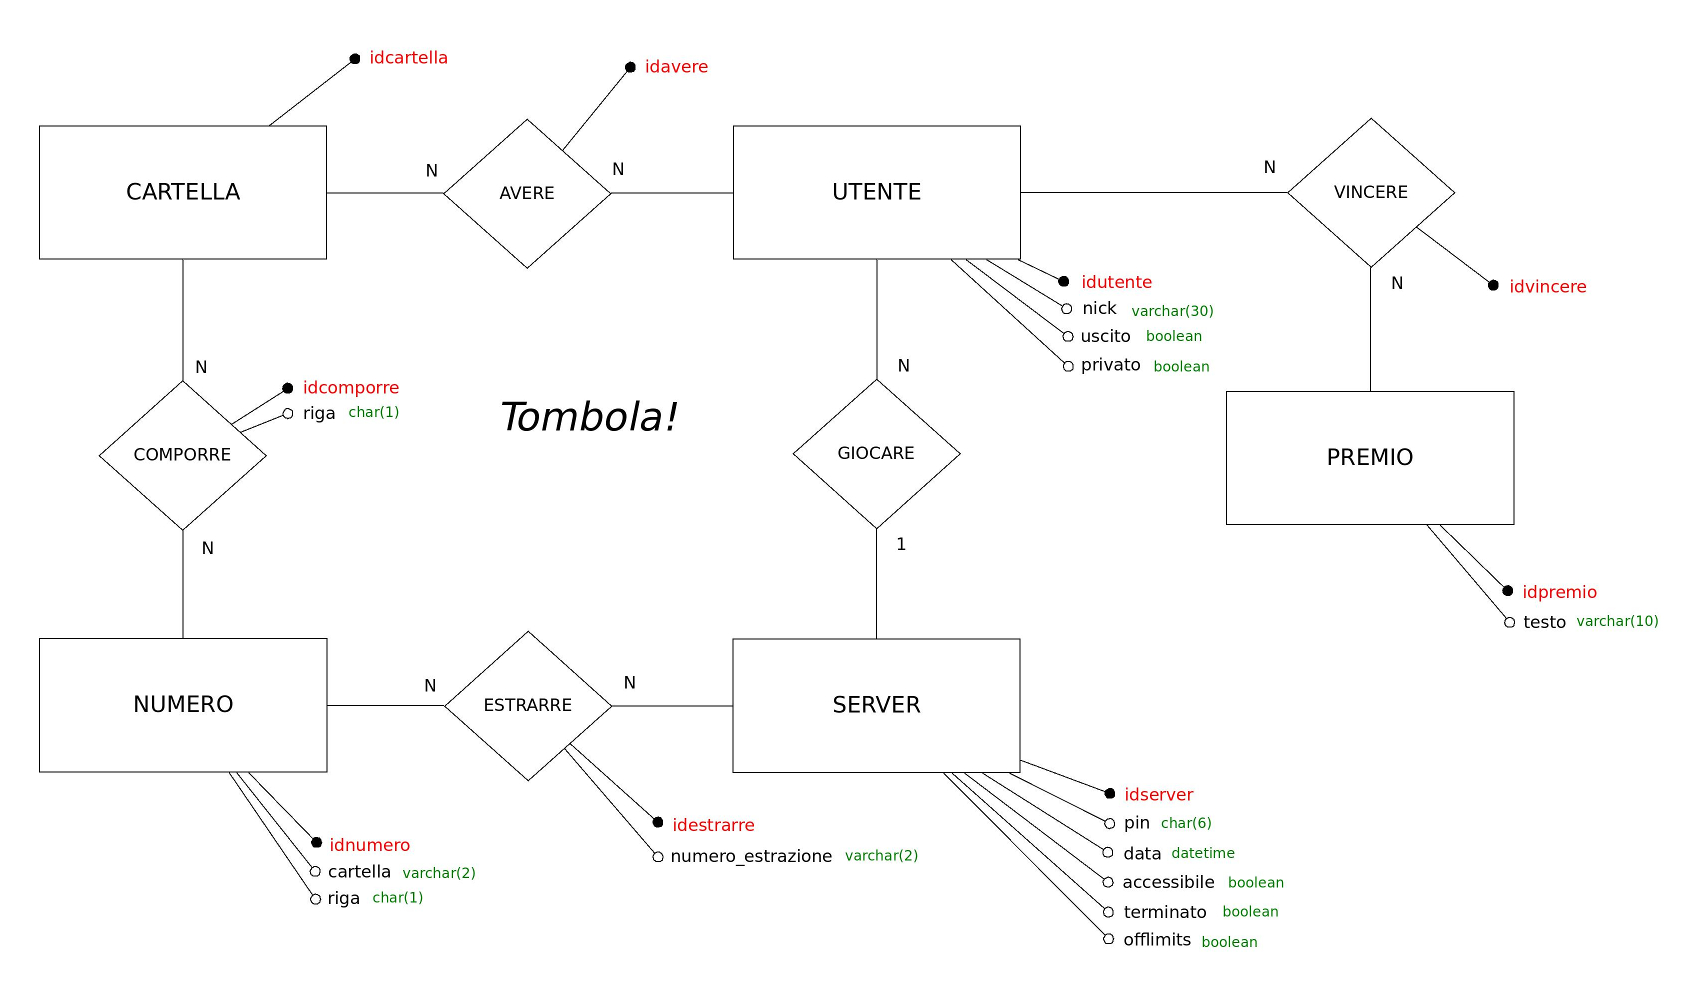 idcartella
idavere
CARTELLA
N
AVERE
N
UTENTE
N
VINCERE
idutente
nick varchar(30)
uscito boolean
privato boolean
N
idvincere
N
idcomporre
riga char(1)
COMPORRE
N
Tombola!
N
GIOCARE
1
PREMIO
idpremio
testo varchar(10)
NUMERO
N
ESTRARRE
N
SERVER
idnumero
cartella varchar(2)
riga char(1)
idestrarre
numero_estrazione varchar(2)
idserver
pin char(6)
data datetime
accessibile boolean
terminato boolean
offlimits boolean